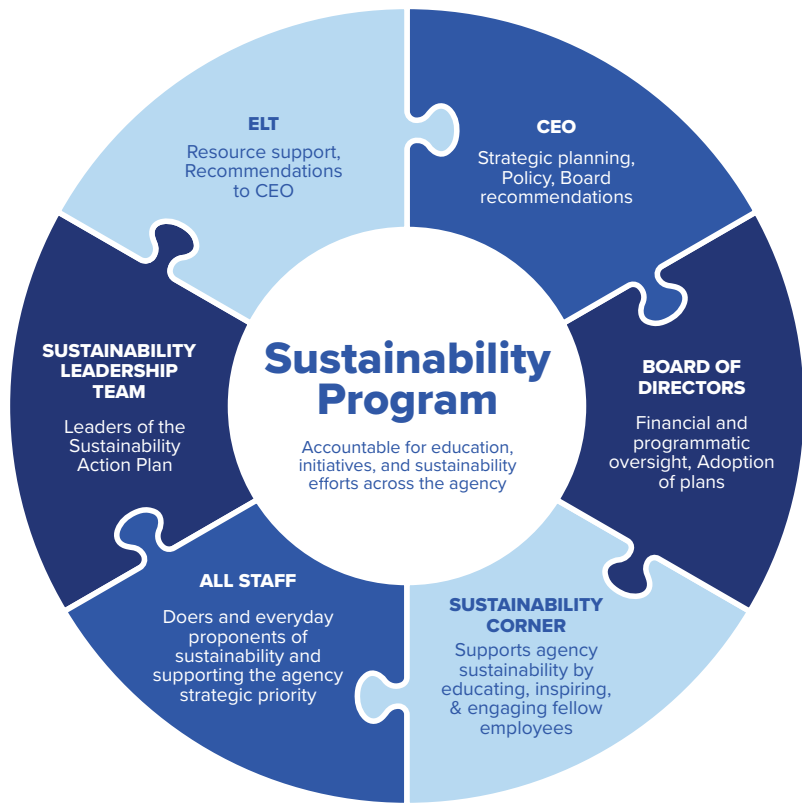 ELT
Resource support,
Recommendations
to CEO
CEO
Strategic planning,
Policy, Board
recommendations
BOARD OF
DIRECTORS
Financial and
programmatic
oversight, Adoption
of plans
SUSTAINABILITY
CORNER
Supports agency
sustainability by
educating, inspiring,
& engaging fellow
employees
ALL STAFF
Doers and everyday
proponents of
sustainability and
supporting the agency
strategic priority
SUSTAINABILITY
LEADERSHIP
TEAM
Leaders of the
Sustainability
Action Plan
Sustainability
Program
Accountable for education,
initiatives, and sustainability
efforts across the agency